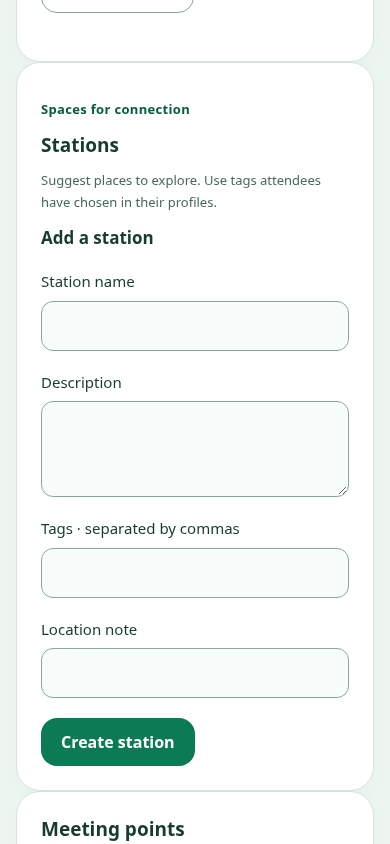 Spaces for connection
Stations
Suggest places to explore. Use tags attendees
have chosen in their profiles.
Add a station
Station name
Description
Tags · separated by commas
Location note
Create station
Meeting points